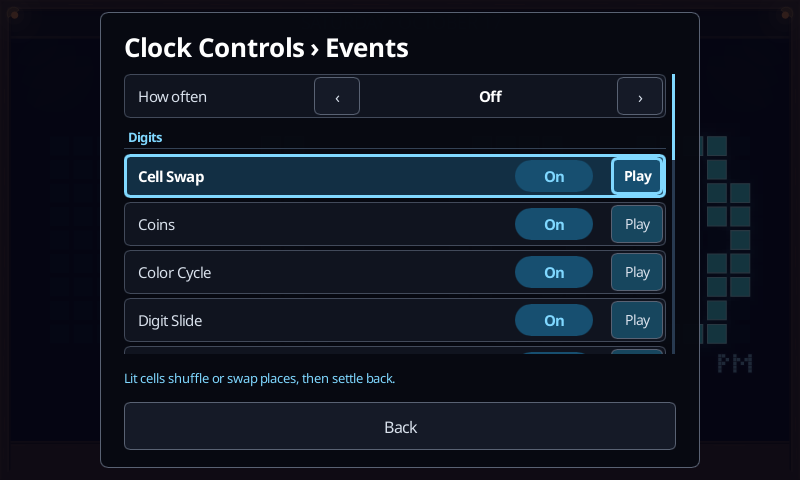 Clock Controls › Events
How often ‹ Off ›
Digits
Cell Swap On Play
Coins On Play
Color Cycle On Play
Digit Slide On Play
Lit cells shuffle or swap places, then settle back.
PM
Back